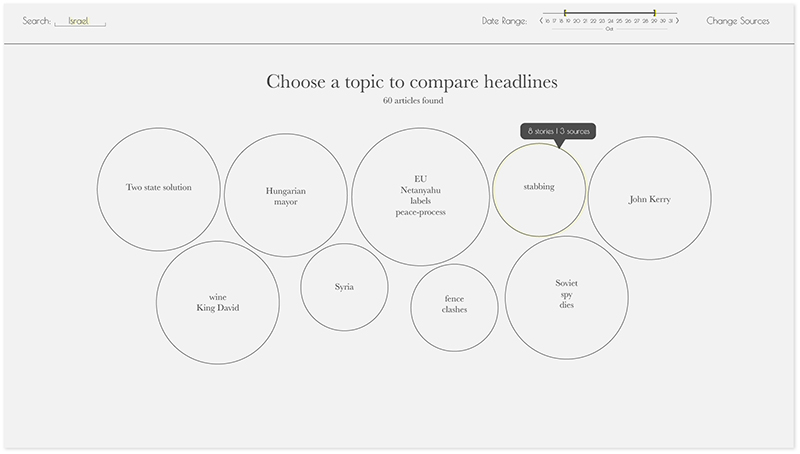 Search: Israel
Date Range:
16 17 18 19 20 21 22 23 24 25 26 27 28 29 39 31
Oct
Change Sources
Choose a topic to compare headlines
60 articles found
8 stories | 3 sources
Two state solution
Hungarian
mayor
EU
Netanyahu
labels
peace-process
stabbing
John Kerry
wine
King David
Syria
fence
clashes
Soviet
spy
dies